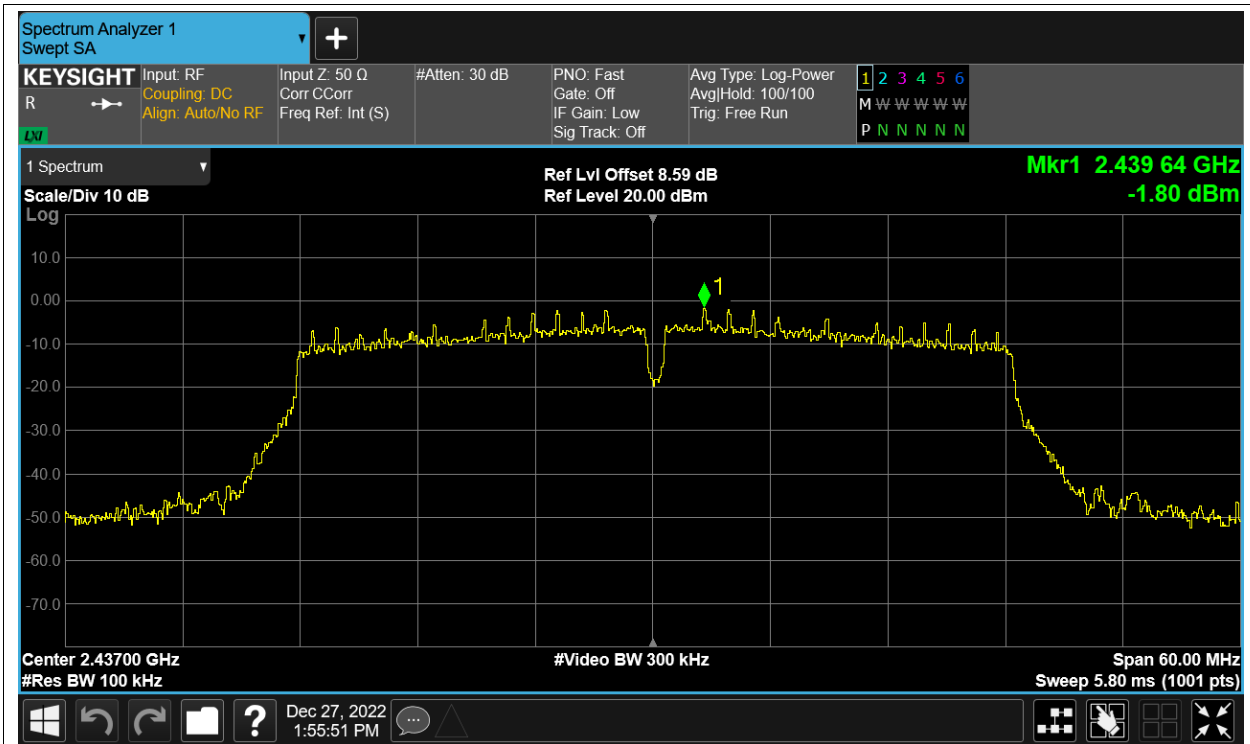 Spectrum Analyzer 1
Swept SA
▼
+
KEYSIGHT
R
LXI
Input: RF
Coupling: DC
Align: Auto/No RF
Input Z: 50 Ω
Corr CCorr
Freq Ref: Int (S)
#Atten: 30 dB
PNO: Fast
Gate: Off
IF Gain: Low
Sig Track: Off
Avg Type: Log-Power
Avg|Hold: 100/100
Trig: Free Run
1 2 3 4 5 6
M W W W W W
P N N N N N
1 Spectrum ▼
Scale/Div 10 dB
Ref Lvl Offset 8.59 dB
Ref Level 20.00 dBm
Mkr1 2.439 64 GHz
-1.80 dBm
Log
10.0
0.00
-10.0
-20.0
-30.0
-40.0
-50.0
-60.0
-70.0
1
Center 2.43700 GHz
#Res BW 100 kHz
#Video BW 300 kHz
Span 60.00 MHz
Sweep 5.80 ms (1001 pts)
?
Dec 27, 2022
1:55:51 PM